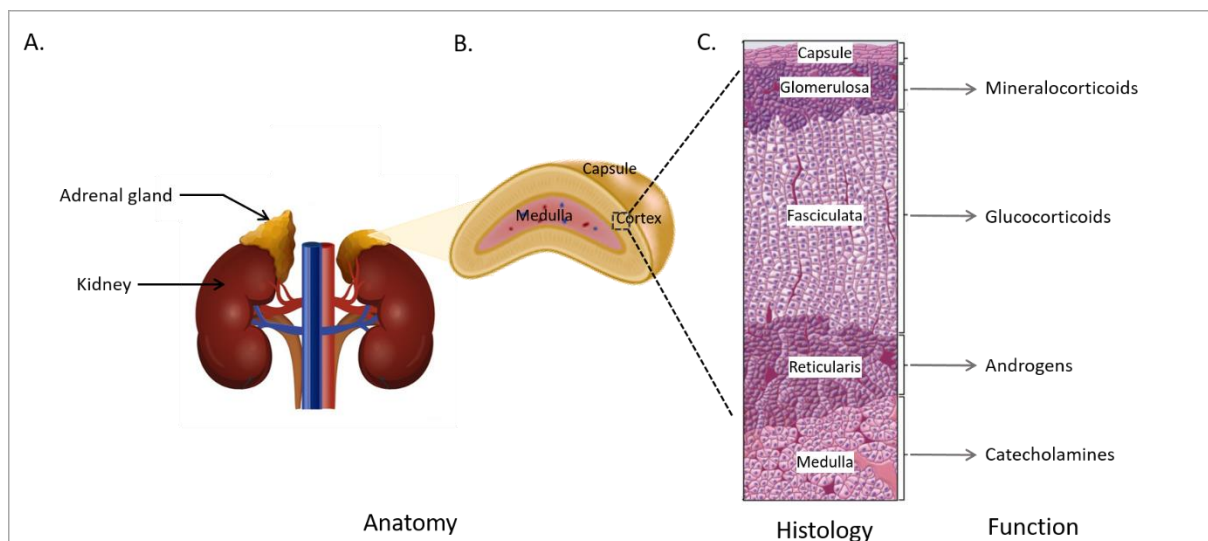 A.
B.
C.
Adrenal gland
Kidney
Capsule
Medulla
Cortex
Capsule
Glomerulosa
Mineralocorticoids
Fasciculata
Glucocorticoids
Reticularis
Androgens
Medulla
Catecholamines
Anatomy
Histology
Function